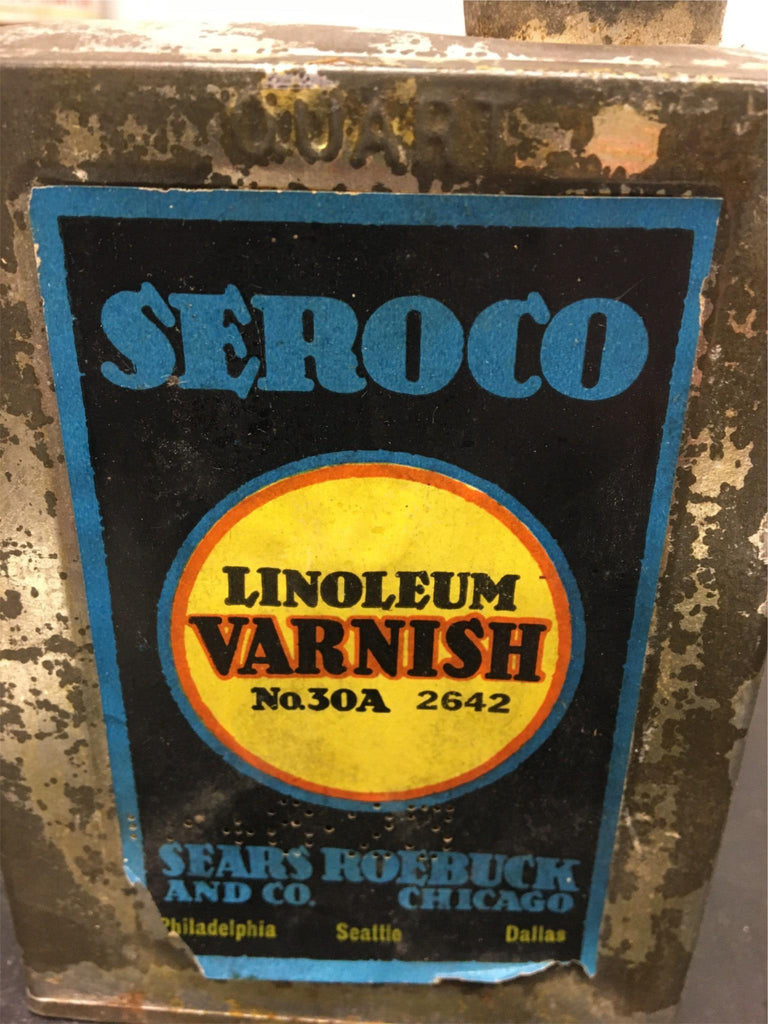 QUART
SEROCO
LINOLEUM
VARNISH
No. 30A 2642
SEARS ROEBUCK
AND CO. CHICAGO
Philadelphia Seattle Dallas